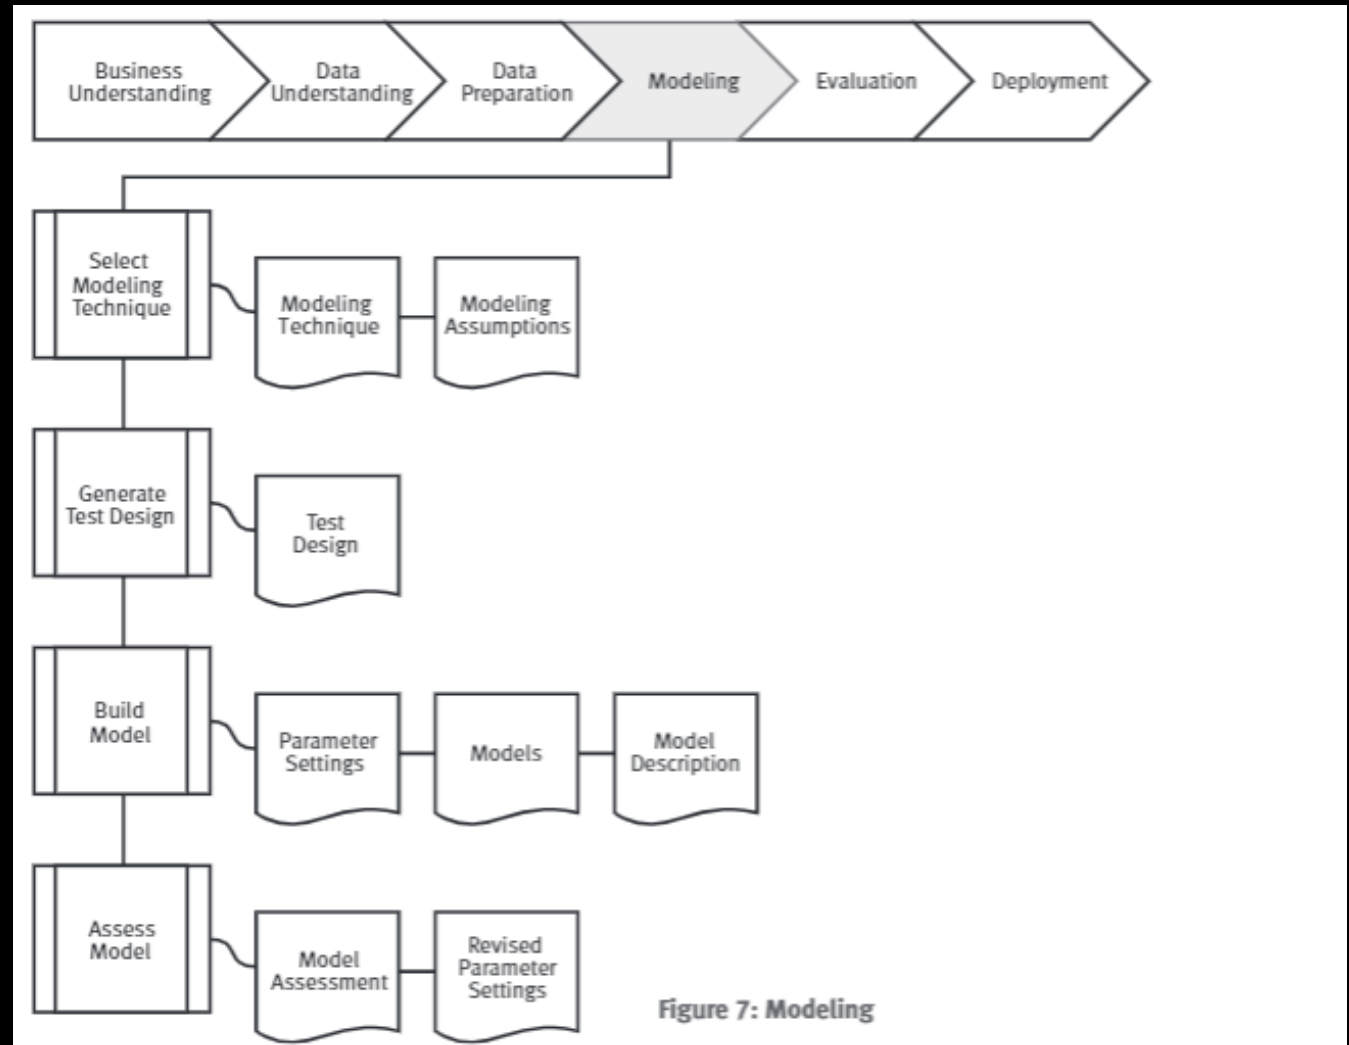 Business
Understanding
Data
Understanding
Data
Preparation
Modeling
Evaluation
Deployment
Select
Modeling
Technique
Modeling
Technique
Modeling
Assumptions
Generate
Test Design
Test
Design
Build
Model
Parameter
Settings
Models
Model
Description
Assess
Model
Model
Assessment
Revised
Parameter
Settings
Figure 7: Modeling